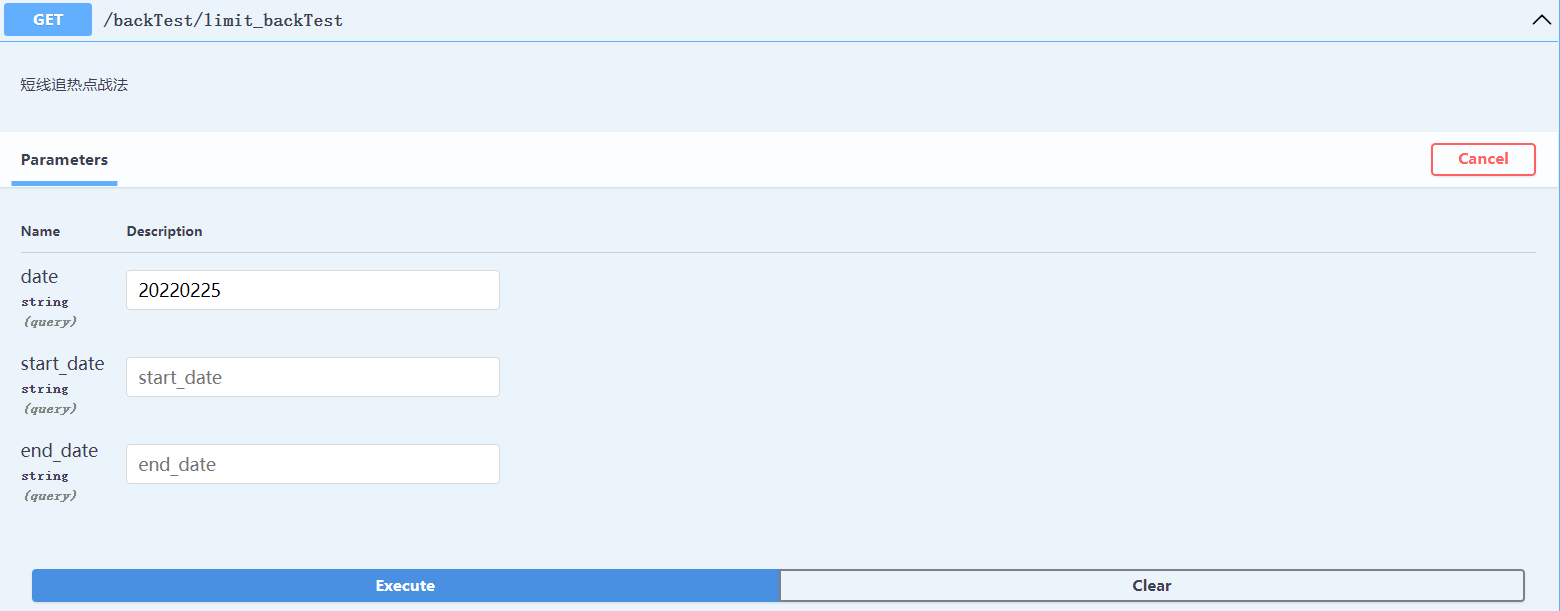 GET /backTest/limit_backTest
短线追热点战法
Parameters Cancel
Name Description
date 20220225
string
(query)
start_date start_date
string
(query)
end_date end_date
string
(query)
Execute Clear